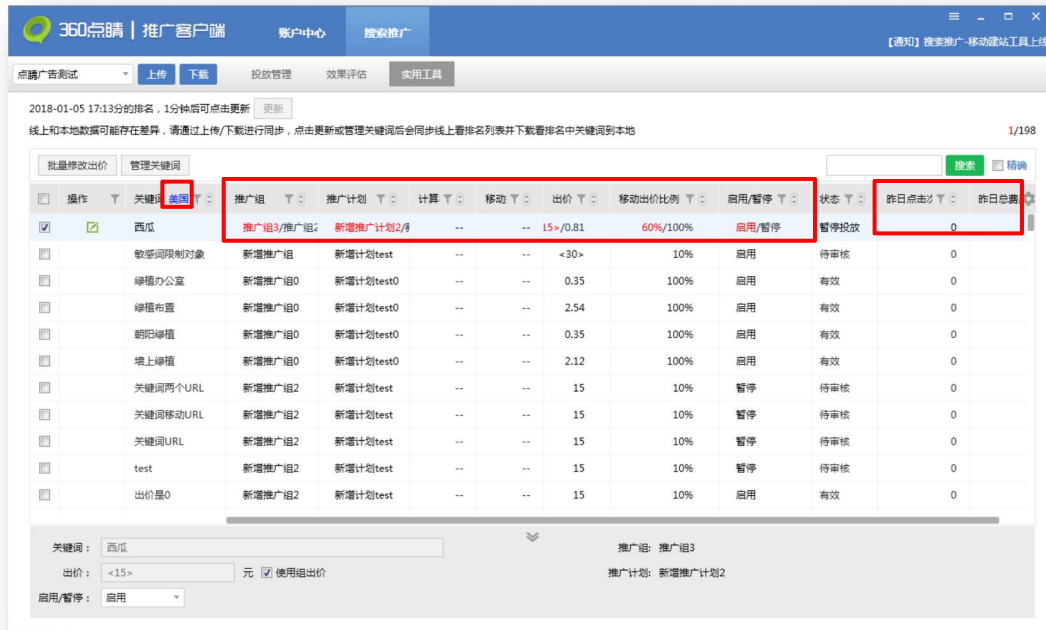 360点睛 | 推广客户端 账户中心 搜索推广
【通知】搜索推广-移动建站工具上线
点睛广告测试 上传 下载 投放管理 效果评估 实用工具
2018-01-05 17:13分的排名，1分钟后可点击更新 更新
线上和本地数据可能存在差异，请通过上传/下载进行同步，点击更新或管理关键词后会同步线上看排名列表并下载看排名中关键词到本地 1/198
批量修改出价 管理关键词 搜索 精确
操作 关键词 美国 推广组 推广计划 计算 移动 出价 移动出价比例 启用/暂停 状态 昨日点击 昨日总费
西瓜 推广组3/推广组2 新增推广计划2/ -- -- 15>/0.81 60%/100% 启用/暂停 暂停投放 0
敏感词限制对象 新增推广组 新增计划test -- -- <30> 10% 启用 待审核 0
绿植办公室 新增推广组0 新增计划test0 -- -- 0.35 100% 启用 有效 0
绿植布置 新增推广组0 新增计划test0 -- -- 2.54 100% 启用 有效 0
朝阳绿植 新增推广组0 新增计划test0 -- -- 0.35 100% 启用 有效 0
墙上绿植 新增推广组0 新增计划test0 -- -- 2.12 100% 启用 有效 0
关键词两个URL 新增推广组2 新增计划test -- -- 15 10% 暂停 待审核 0
关键词移动URL 新增推广组2 新增计划test -- -- 15 10% 暂停 待审核 0
关键词URL 新增推广组2 新增计划test -- -- 15 10% 暂停 待审核 0
test 新增推广组2 新增计划test -- -- 15 10% 暂停 待审核 0
出价是0 新增推广组2 新增计划test -- -- 15 10% 启用 有效 0
关键词： 西瓜 推广组: 推广组3
出价： <15> 元 使用组出价 推广计划: 新增推广计划2
启用/暂停： 启用